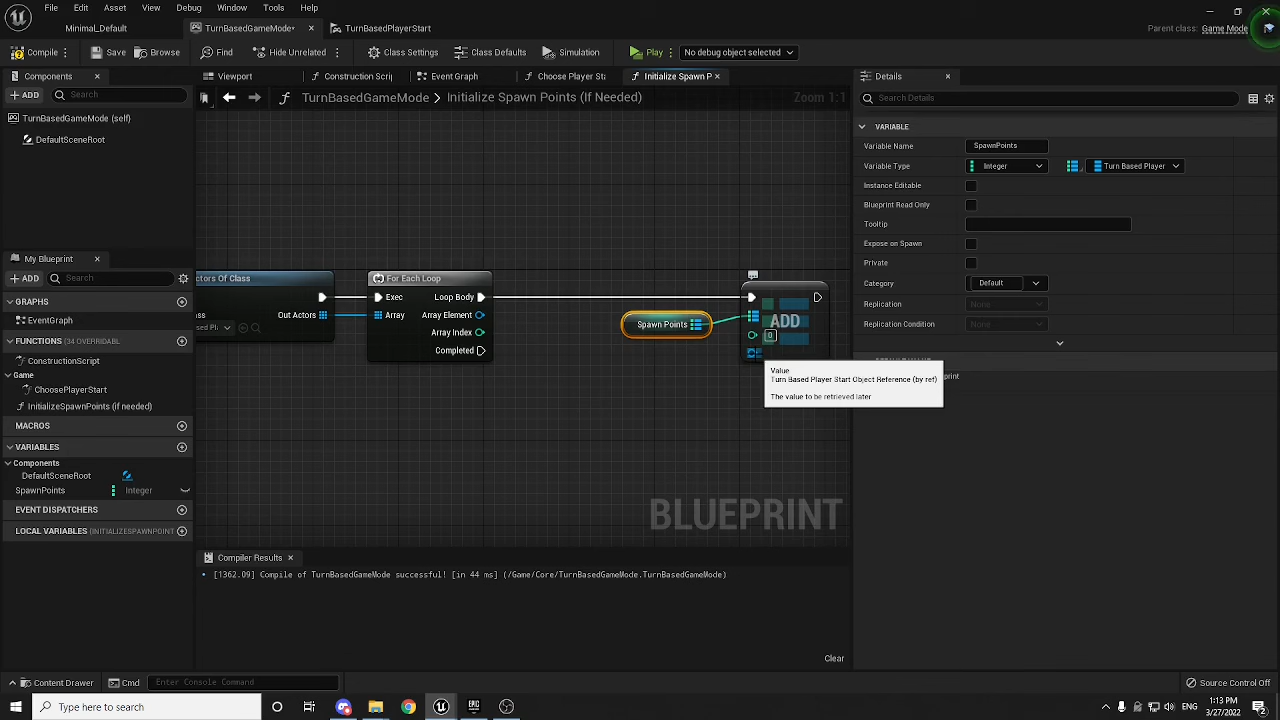 File Edit Asset View Debug Window Tools Help
Minimal_Default TurnBasedGameMode* TurnBasedPlayerStart
Parent class: Game Mode
Compile Save Browse Find Hide Unrelated Class Settings Class Defaults Simulation Play No debug object selected
Components
ADD Search
TurnBasedGameMode (self)
DefaultSceneRoot
My Blueprint
ADD Search
GRAPHS
EventGraph
FUNCTIONS (34 OVERRIDABL
ConstructionScript
Game
ChoosePlayerStart
InitializeSpawnPoints (if needed)
MACROS
VARIABLES
Components
DefaultSceneRoot
SpawnPoints Integer
EVENT DISPATCHERS
LOCAL VARIABLES (INITIALIZESPAWNPOINT
Viewport Construction Scrip Event Graph Choose Player Sta Initialize Spawn P
TurnBasedGameMode > Initialize Spawn Points (If Needed) Zoom 1:1
ctors Of Class
ass
ased Pl
Out Actors
For Each Loop
Exec Loop Body
Array Array Element
Array Index
Completed
Spawn Points
ADD
0
Value
Turn Based Player Start Object Reference (by ref)
The value to be retrieved later
BLUEPRINT
Compiler Results
[1362.09] Compile of TurnBasedGameMode successful! [in 44 ms] (/Game/Core/TurnBasedGameMode.TurnBasedGameMode)
Clear
Details
Search Details
VARIABLE
Variable Name SpawnPoints
Variable Type Integer Turn Based Player
Instance Editable
Blueprint Read Only
Tooltip
Expose on Spawn
Private
Category Default
Replication None
Replication Condition None
print
Content Drawer Cmd Enter Console Command
Source Control Off
Type here to search
1:13 PM
3/27/2022